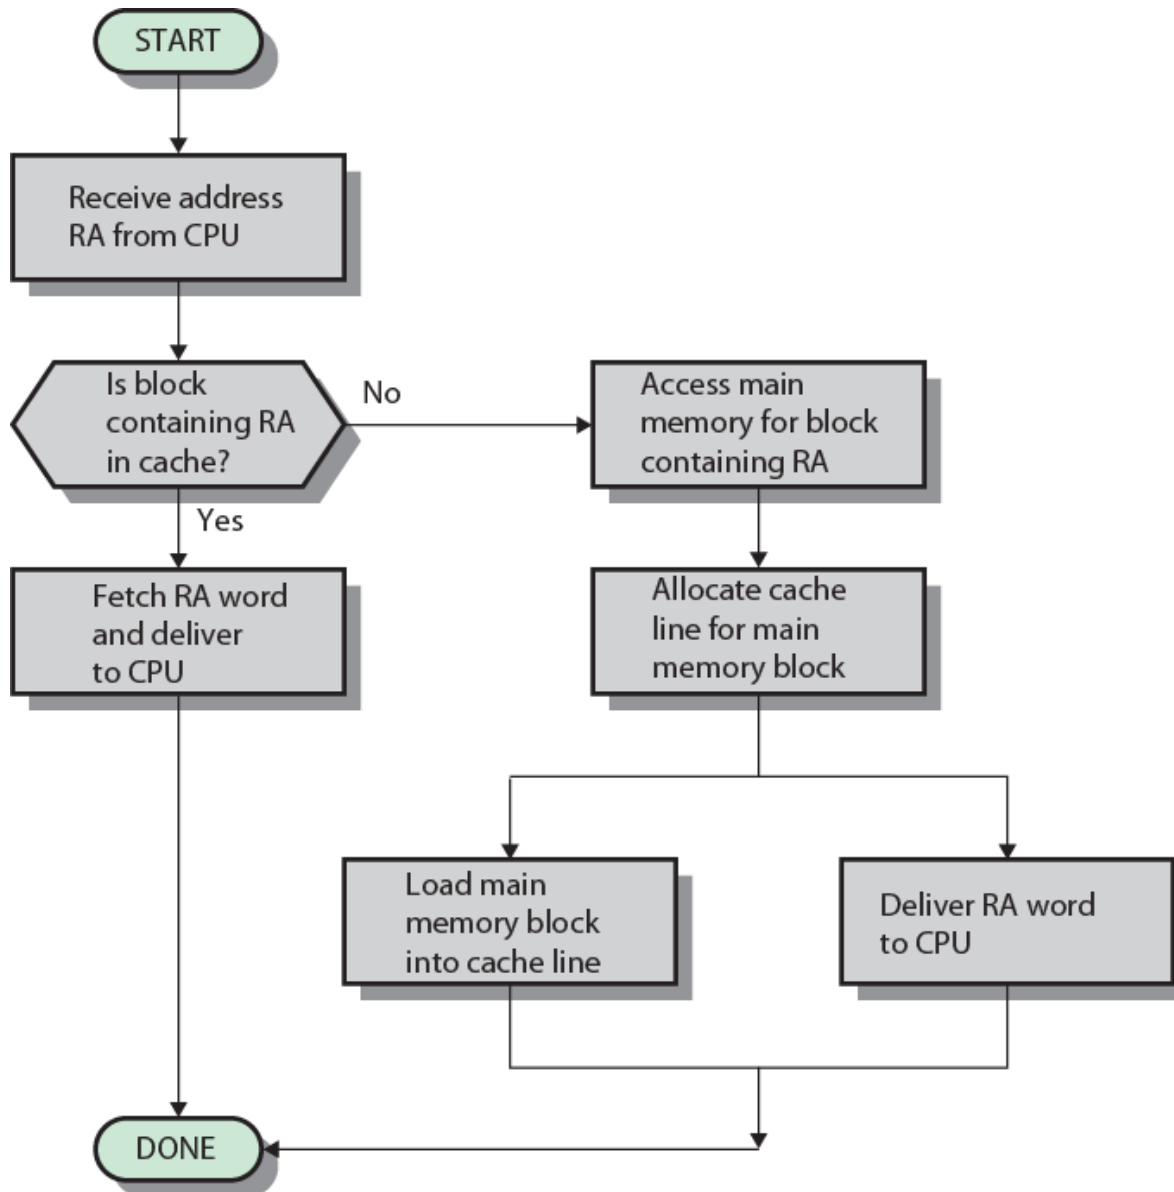 START
Receive address
RA from CPU
Is block
containing RA
in cache?
No
Access main
memory for block
containing RA
Yes
Fetch RA word
and deliver
to CPU
Allocate cache
line for main
memory block
Load main
memory block
into cache line
Deliver RA word
to CPU
DONE